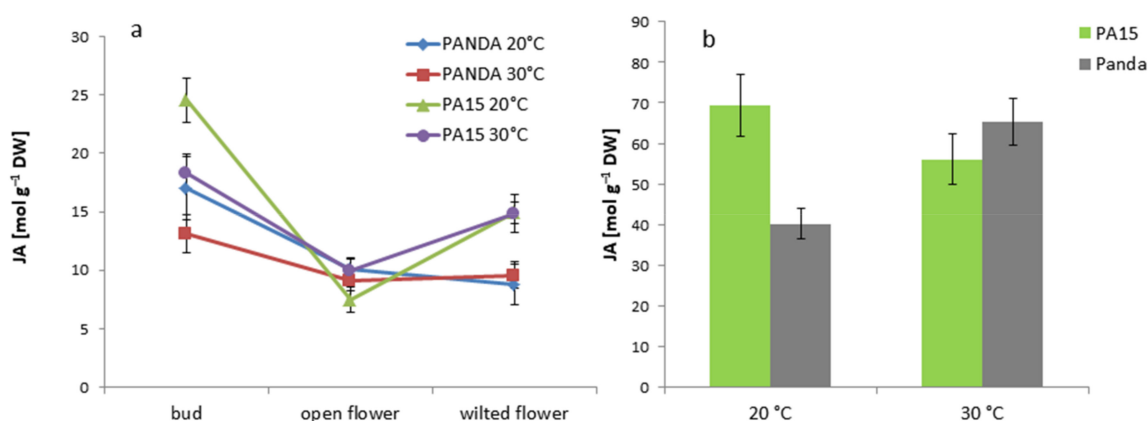 a
PANDA 20°C
PANDA 30°C
PA15 20°C
PA15 30°C
JA [mol g⁻¹ DW]
30
25
20
15
10
5
0
bud open flower wilted flower
b
PA15
Panda
JA [mol g⁻¹ DW]
90
80
70
60
50
40
30
20
10
0
20 °C 30 °C